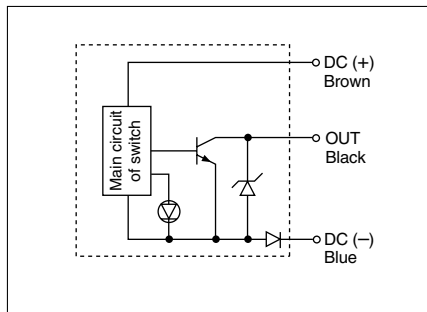 DC (+)
Brown
Main circuit
of switch
OUT
Black
DC (–)
Blue